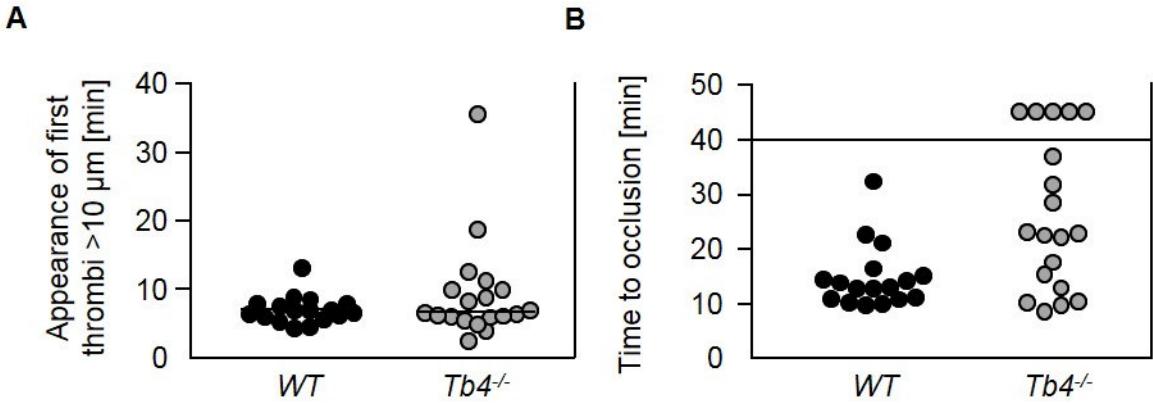 A
Appearance of first
thrombi >10 µm [min]
40
30
20
10
0
WT
Tb4-/-
B
Time to occlusion [min]
50
40
30
20
10
0
WT
Tb4-/-